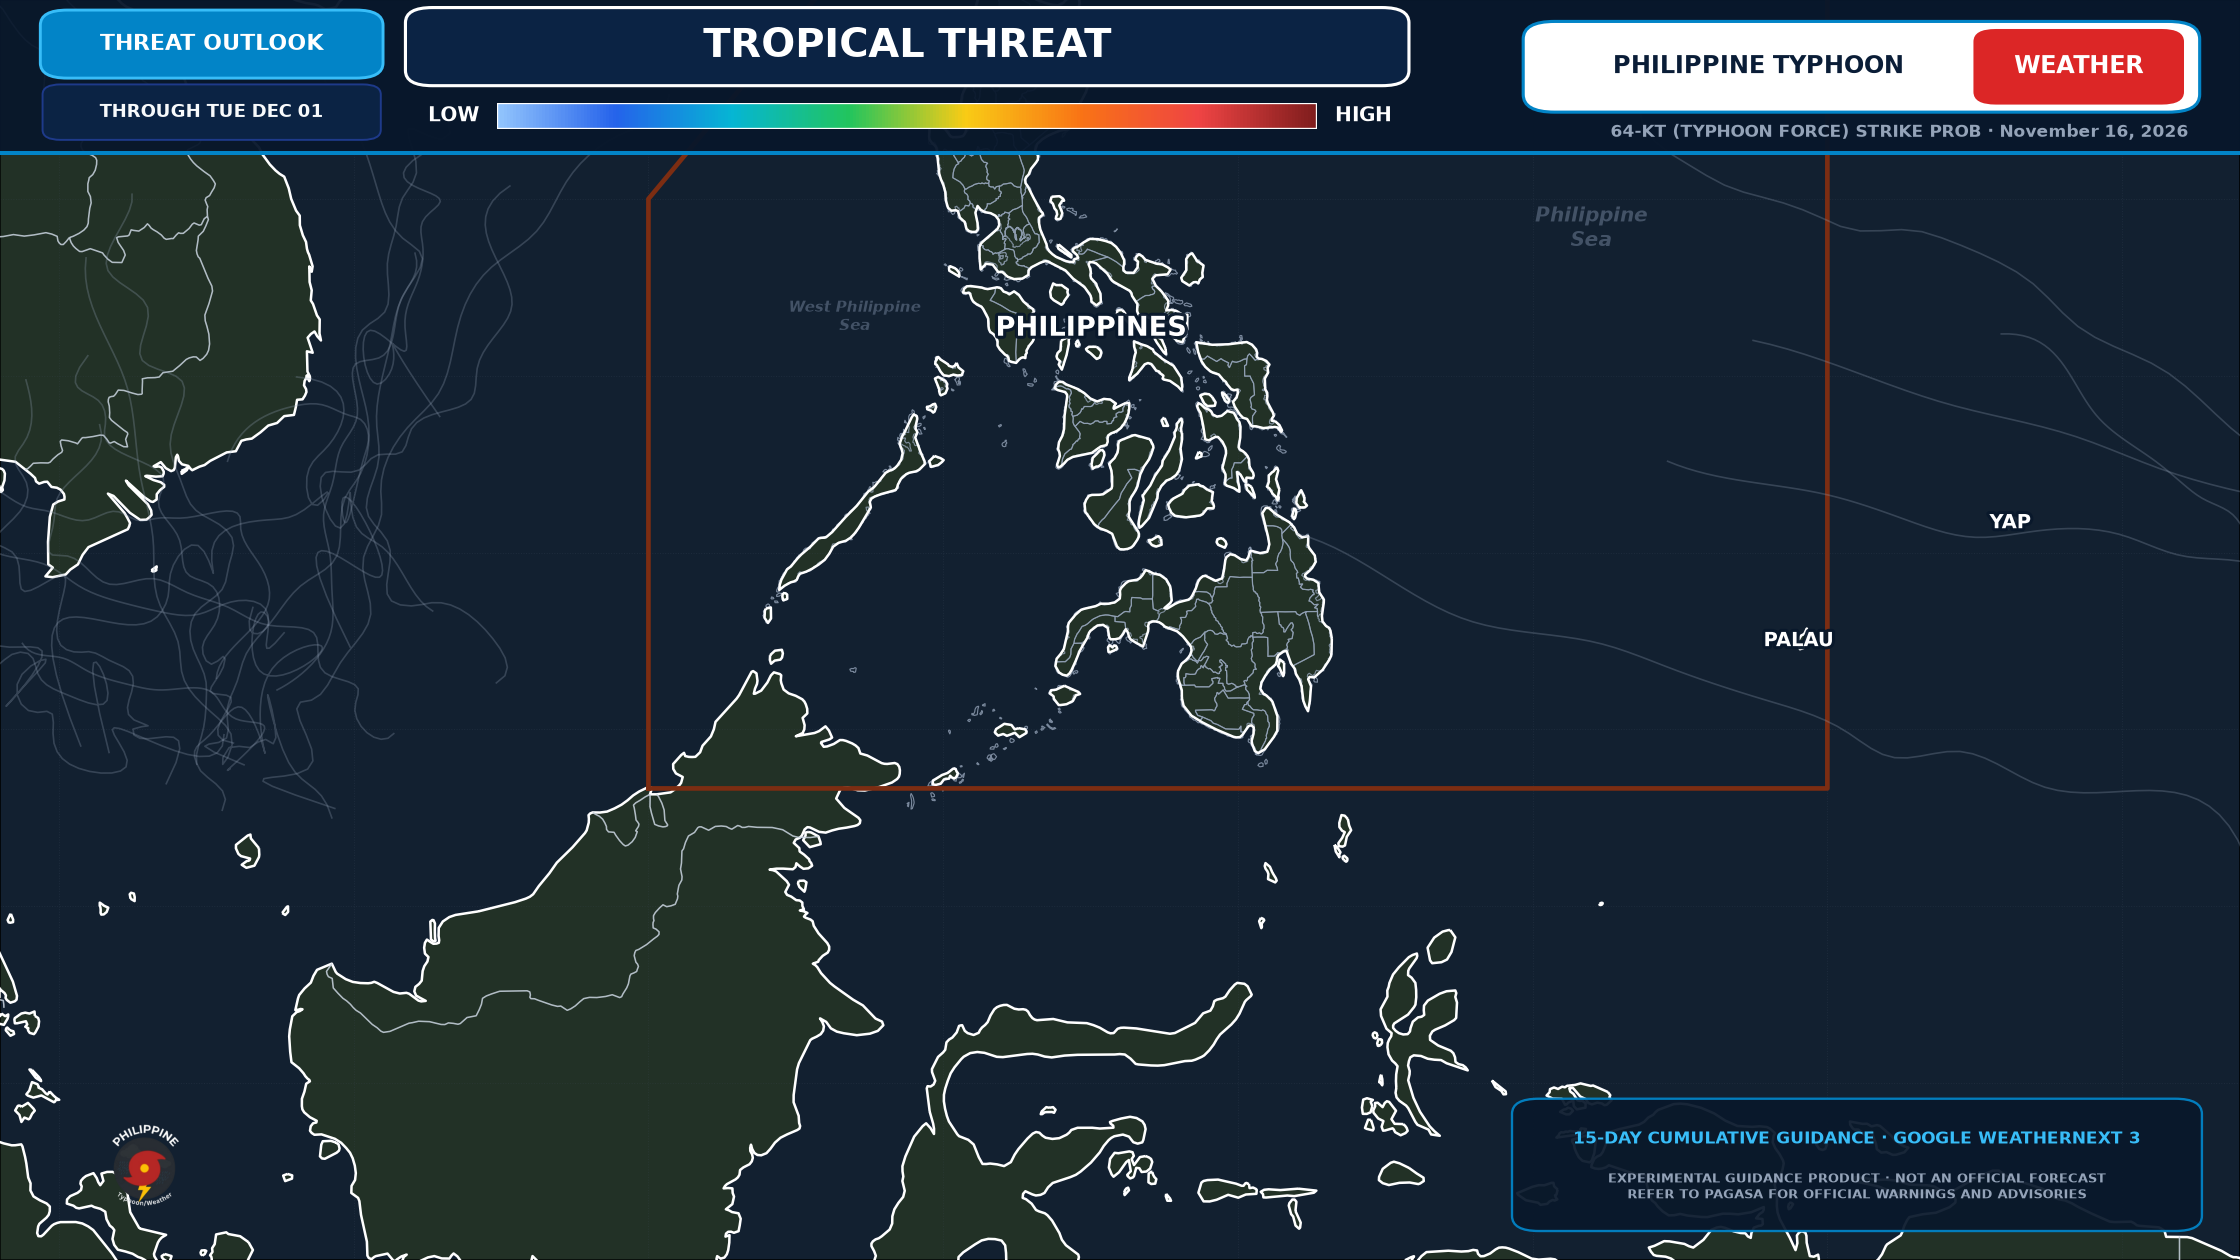 THREAT OUTLOOK
THROUGH TUE DEC 01
TROPICAL THREAT
LOW
HIGH
PHILIPPINE TYPHOON
WEATHER
64-KT (TYPHOON FORCE) STRIKE PROB · November 16, 2026
Philippine
Sea
West Philippine
Sea
PHILIPPINES
YAP
PALAU
PHILIPPINE
Typhoon/Weather
15-DAY CUMULATIVE GUIDANCE · GOOGLE WEATHERNEXT 3
EXPERIMENTAL GUIDANCE PRODUCT · NOT AN OFFICIAL FORECAST
REFER TO PAGASA FOR OFFICIAL WARNINGS AND ADVISORIES